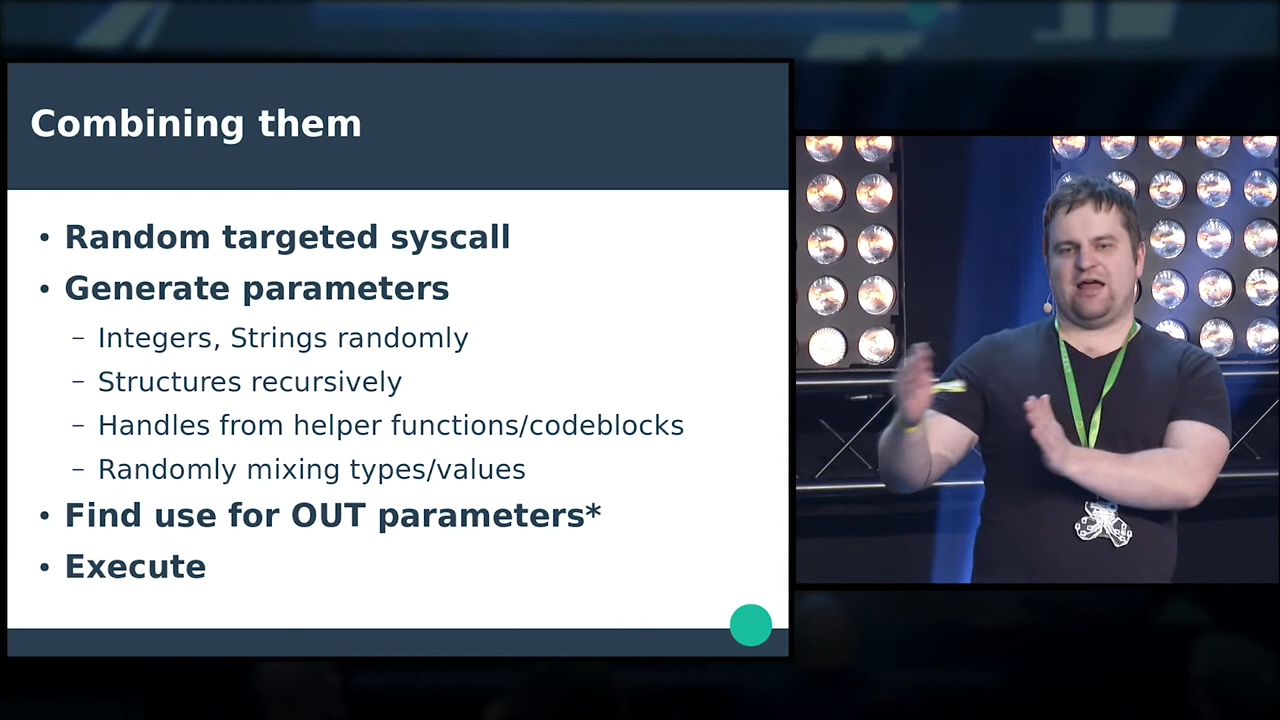 Combining them
• Random targeted syscall
• Generate parameters
– Integers, Strings randomly
– Structures recursively
– Handles from helper functions/codeblocks
– Randomly mixing types/values
• Find use for OUT parameters*
• Execute